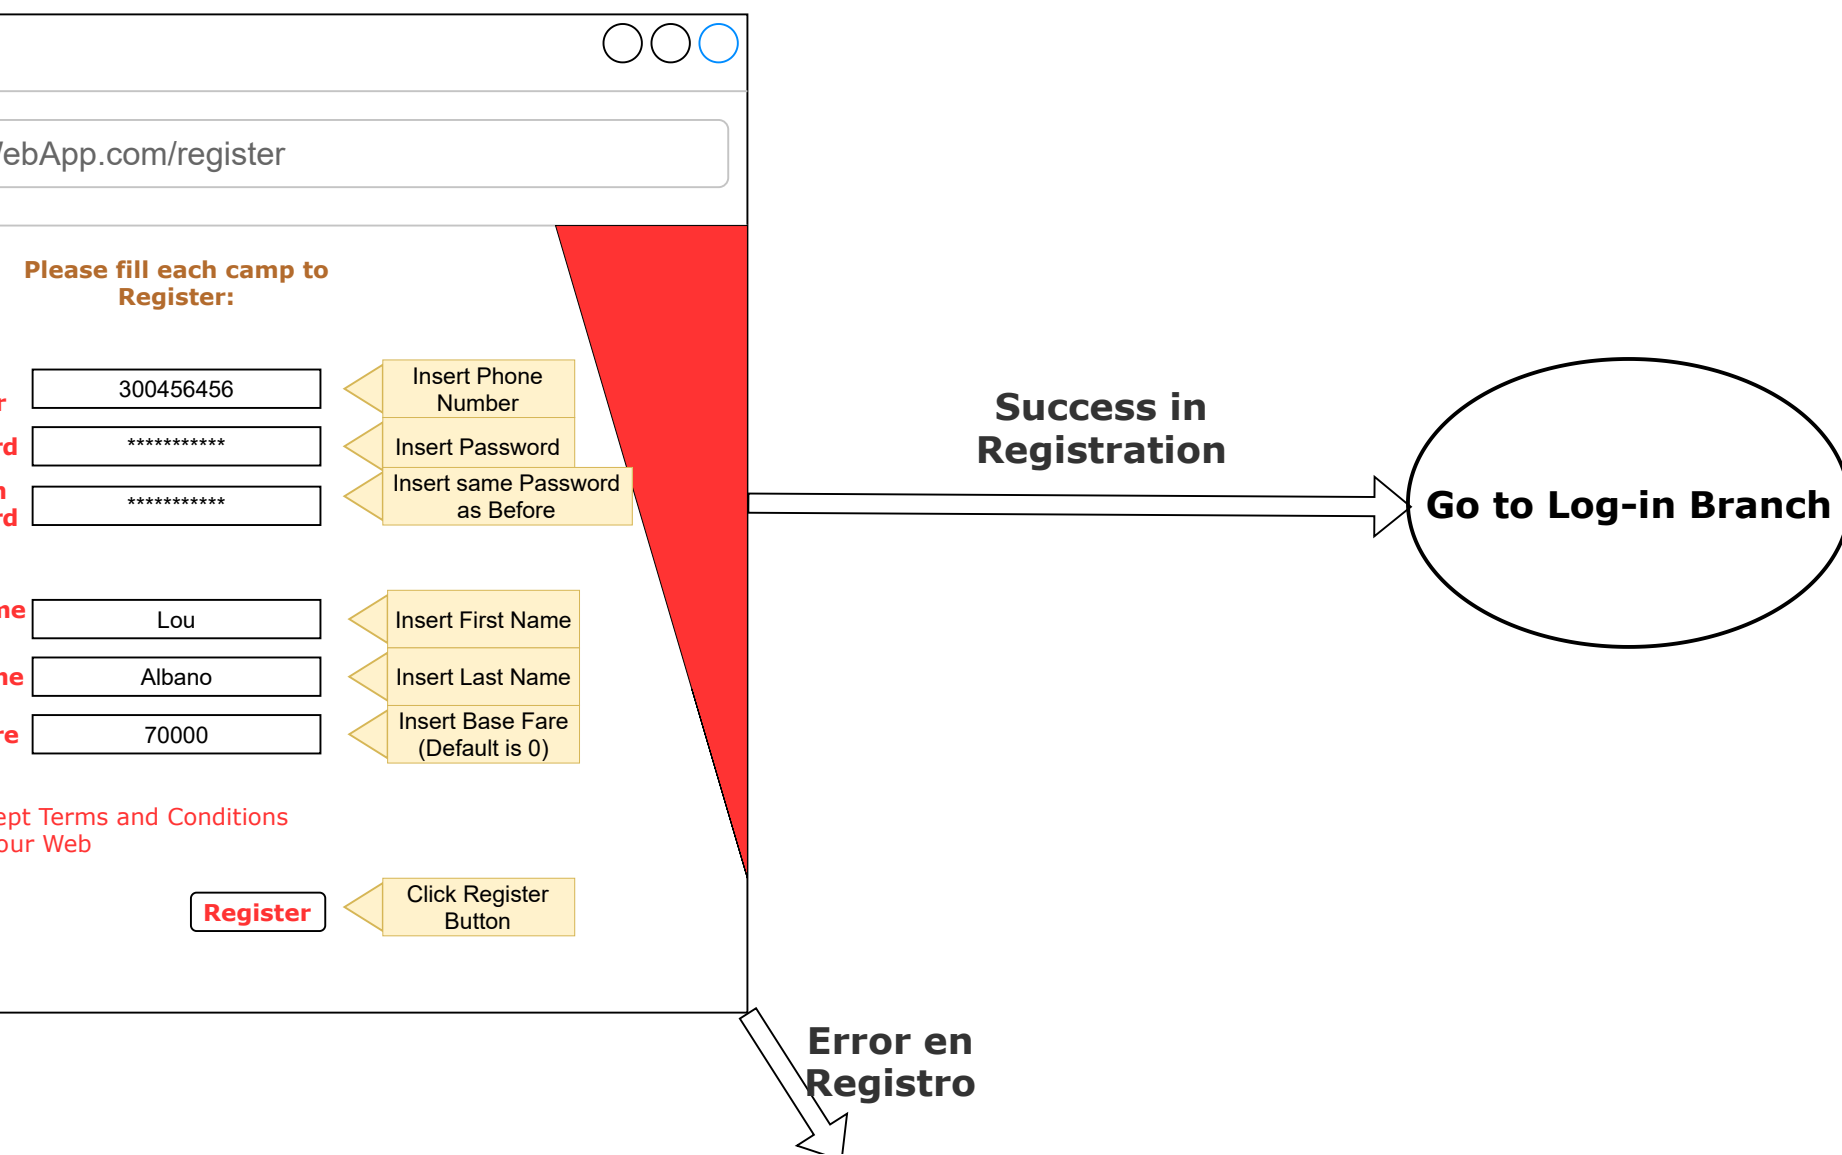 ebApp.com/register
Please fill each camp to
Register:
300456456
Insert Phone
Number
rd
***********
Insert Password
rd
***********
Insert same Password
as Before
me
Lou
Insert First Name
ne
Albano
Insert Last Name
re
70000
Insert Base Fare
(Default is 0)
ept Terms and Conditions
our Web
Register
Click Register
Button
Success in
Registration
Go to Log-in Branch
Error en
Registro